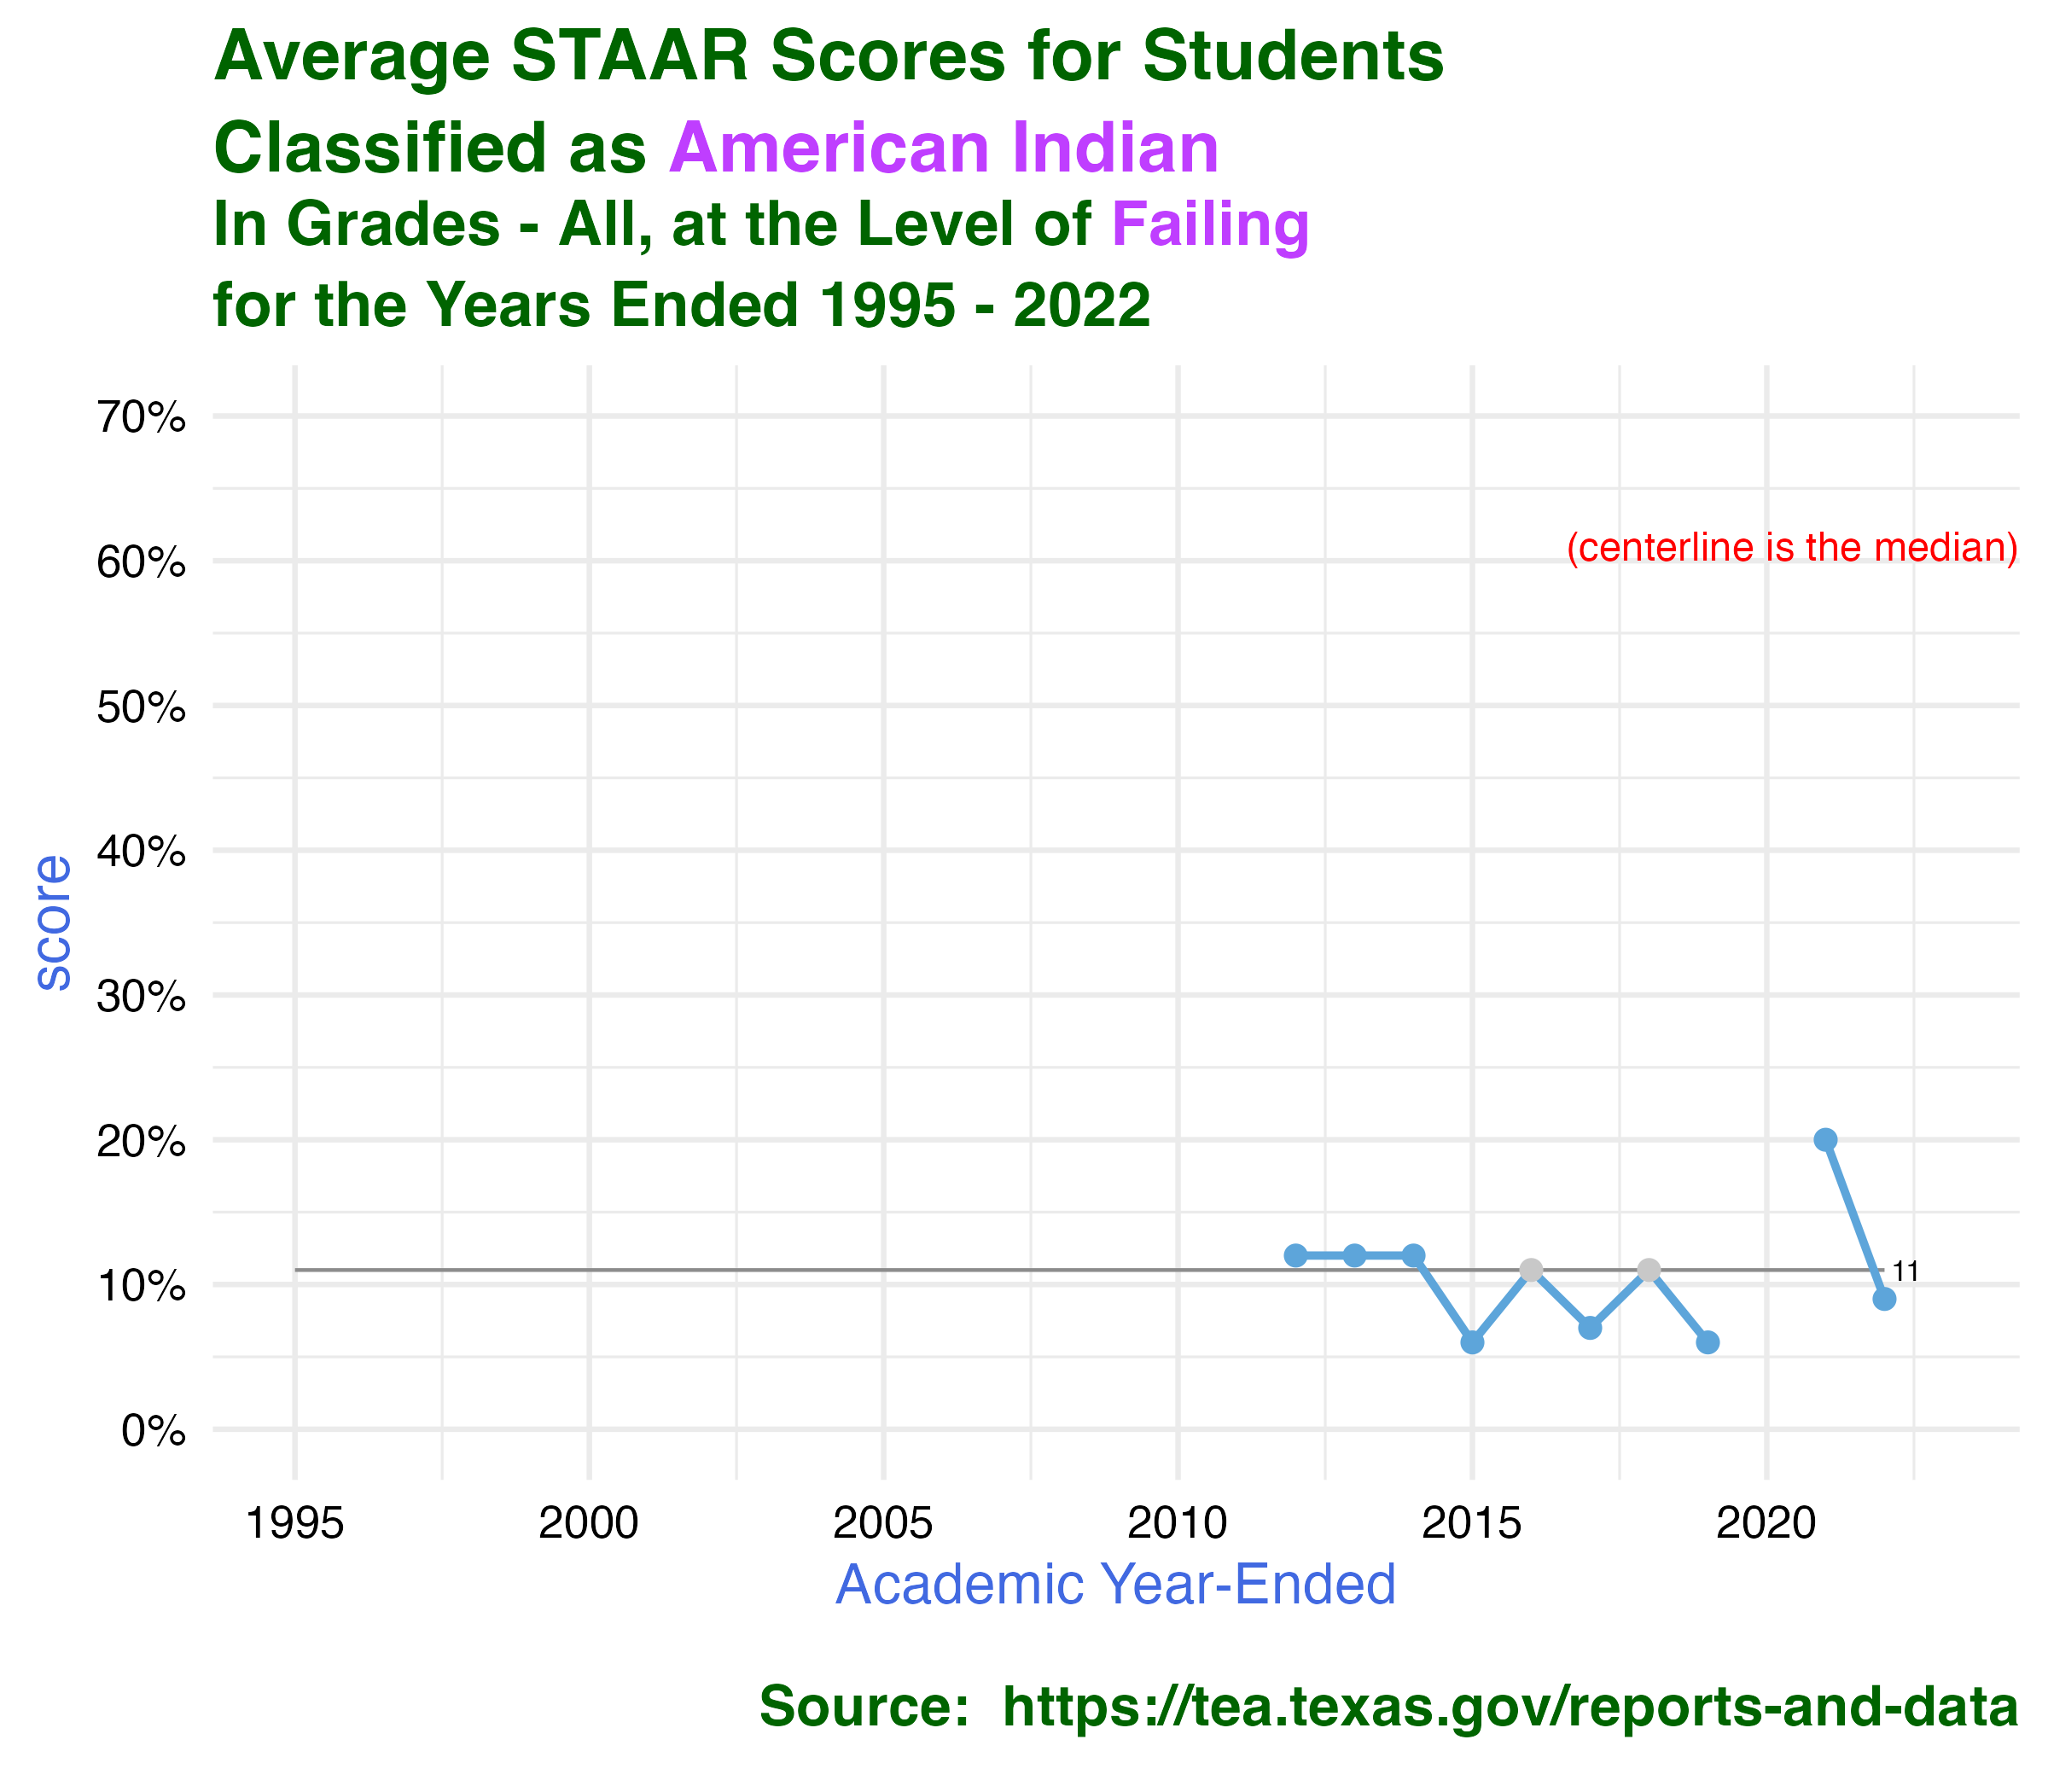 Average STAAR Scores for Students
Classified as American Indian
In Grades - All, at the Level of Failing
for the Years Ended 1995 - 2022
70%
(centerline is the median)
60%
50%
40%
score
30%
20%
11
10%
0%
1995 2000 2005 2010 2015 2020
Academic Year-Ended
Source: https://tea.texas.gov/reports-and-data